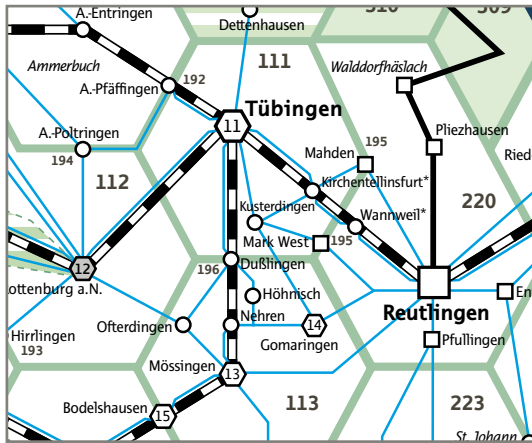 A.-Entringen
Dettenhausen
310
309
Ammerbuch
111
Walddorfhäslach
192
A.-Pfäffingen
Tübingen
11
A.-Poltringen
194
Mahden
195
Pliezhausen
Ried
112
Kirchentellinsfurt*
220
Kusterdingen
Wannweil*
Mark West
195
12
196
Dußlingen
ottenburg a.N.
Höhnisch
En
Reutlingen
Ofterdingen
Nehren
14
Hirrlingen
193
Gomaringen
Pfullingen
Mössingen
13
Bodelshausen
15
113
223
St. Johann